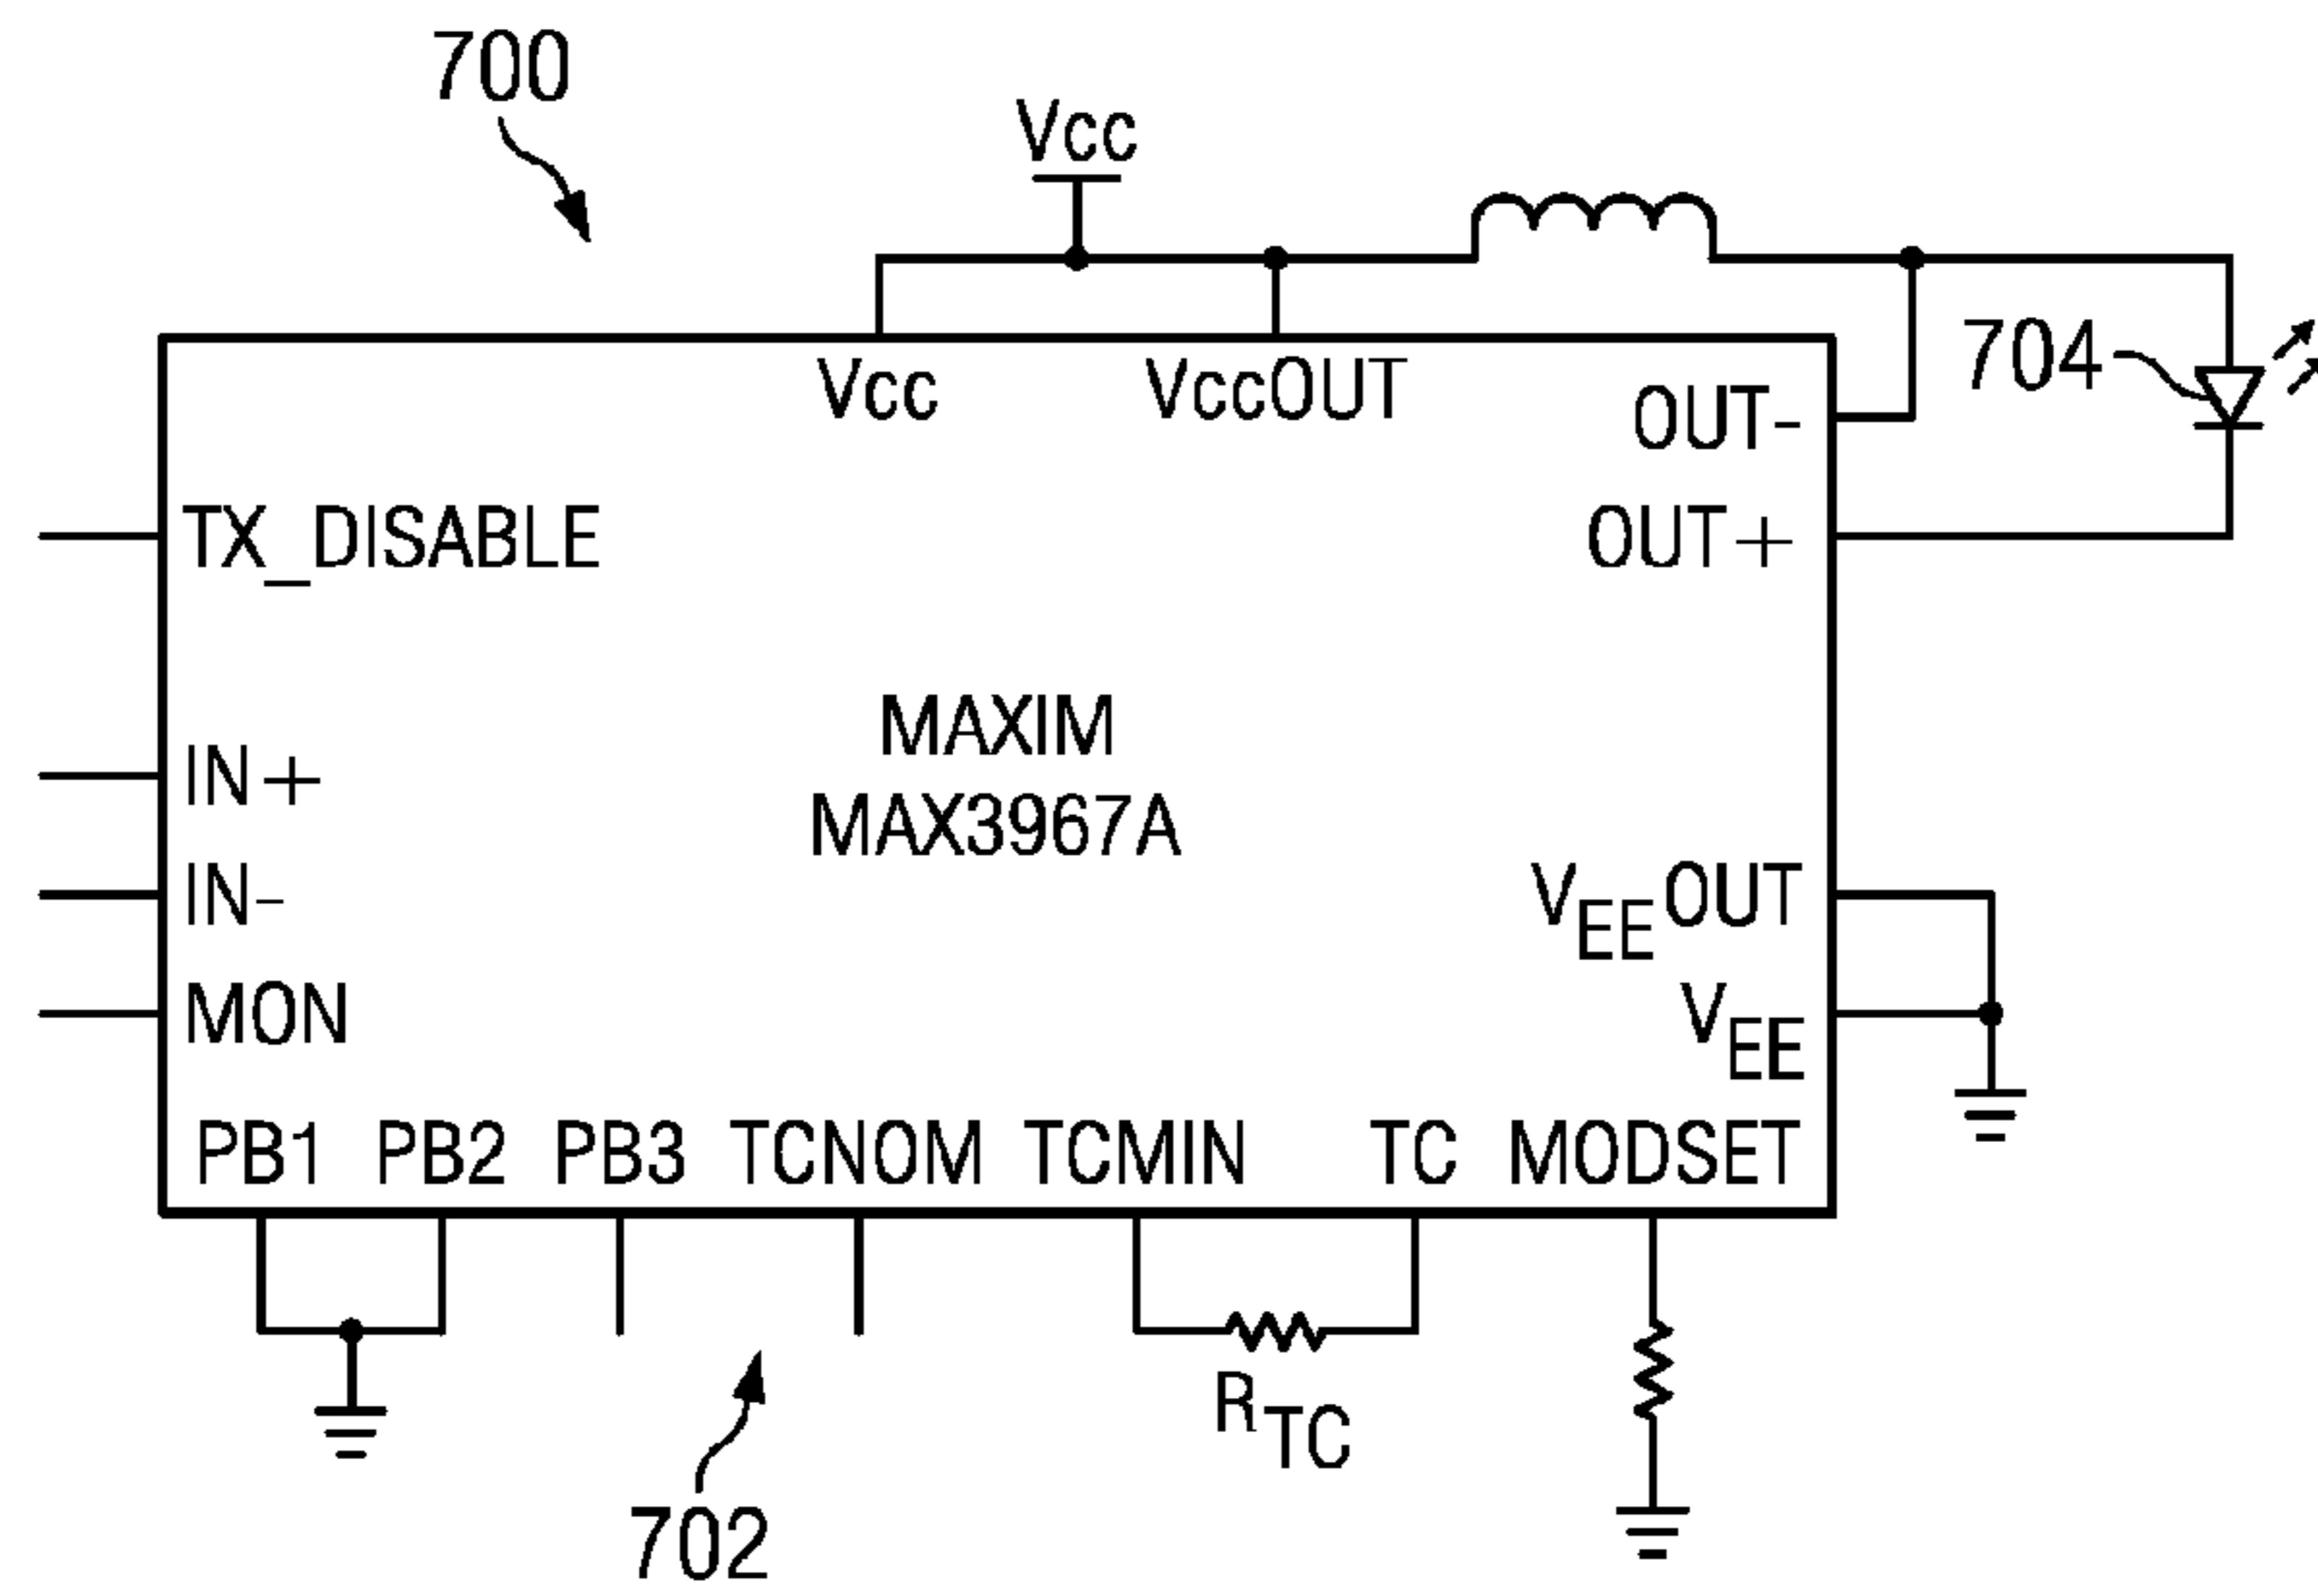 700
Vcc
Vcc
VccOUT
OUT-
704
TX_DISABLE
OUT+
MAXIM
MAX3967A
IN+
IN-
VEEOUT
MON
VEE
PB1 PB2 PB3 TCNOM TCMIN TC MODSET
RTC
702